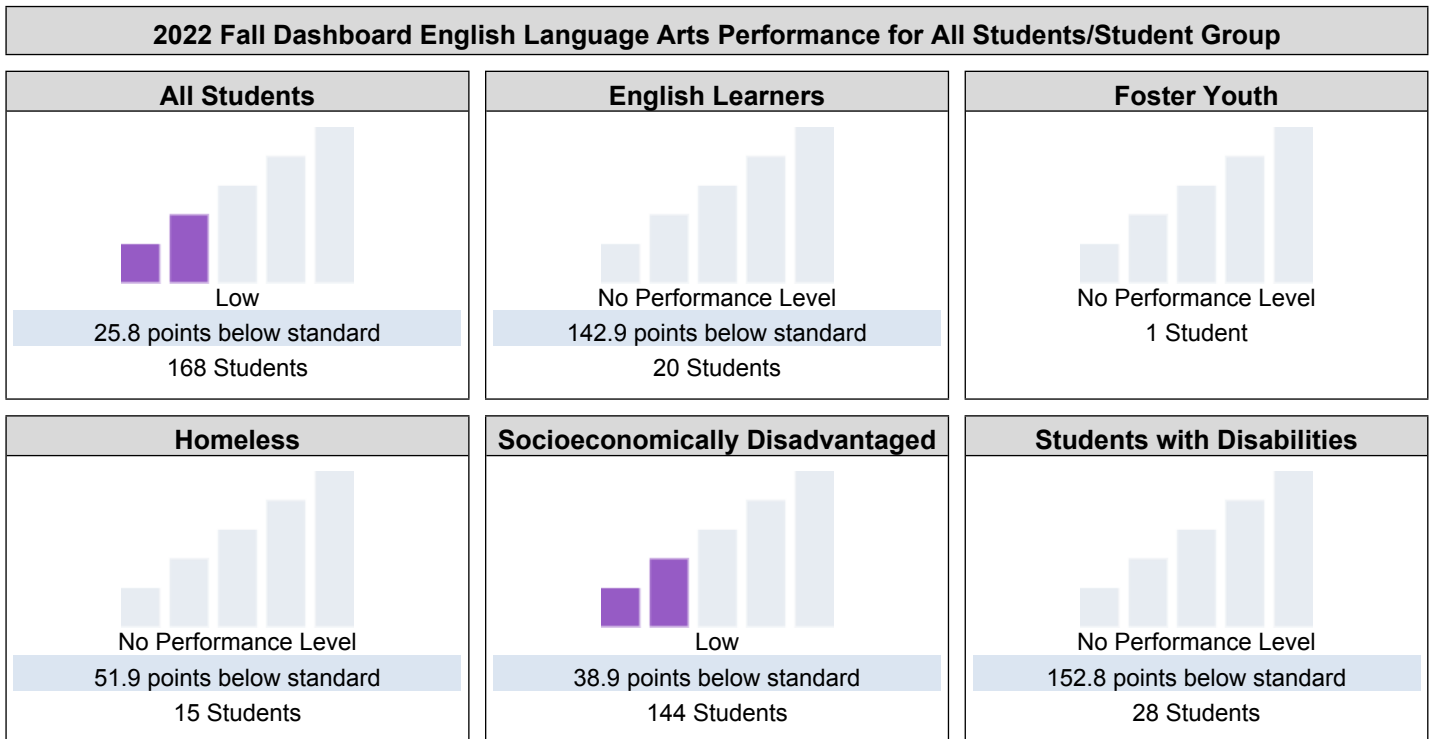 2022 Fall Dashboard English Language Arts Performance for All Students/Student Group
All Students
Low
25.8 points below standard
168 Students
English Learners
No Performance Level
142.9 points below standard
20 Students
Foster Youth
No Performance Level
1 Student
Homeless
No Performance Level
51.9 points below standard
15 Students
Socioeconomically Disadvantaged
Low
38.9 points below standard
144 Students
Students with Disabilities
No Performance Level
152.8 points below standard
28 Students